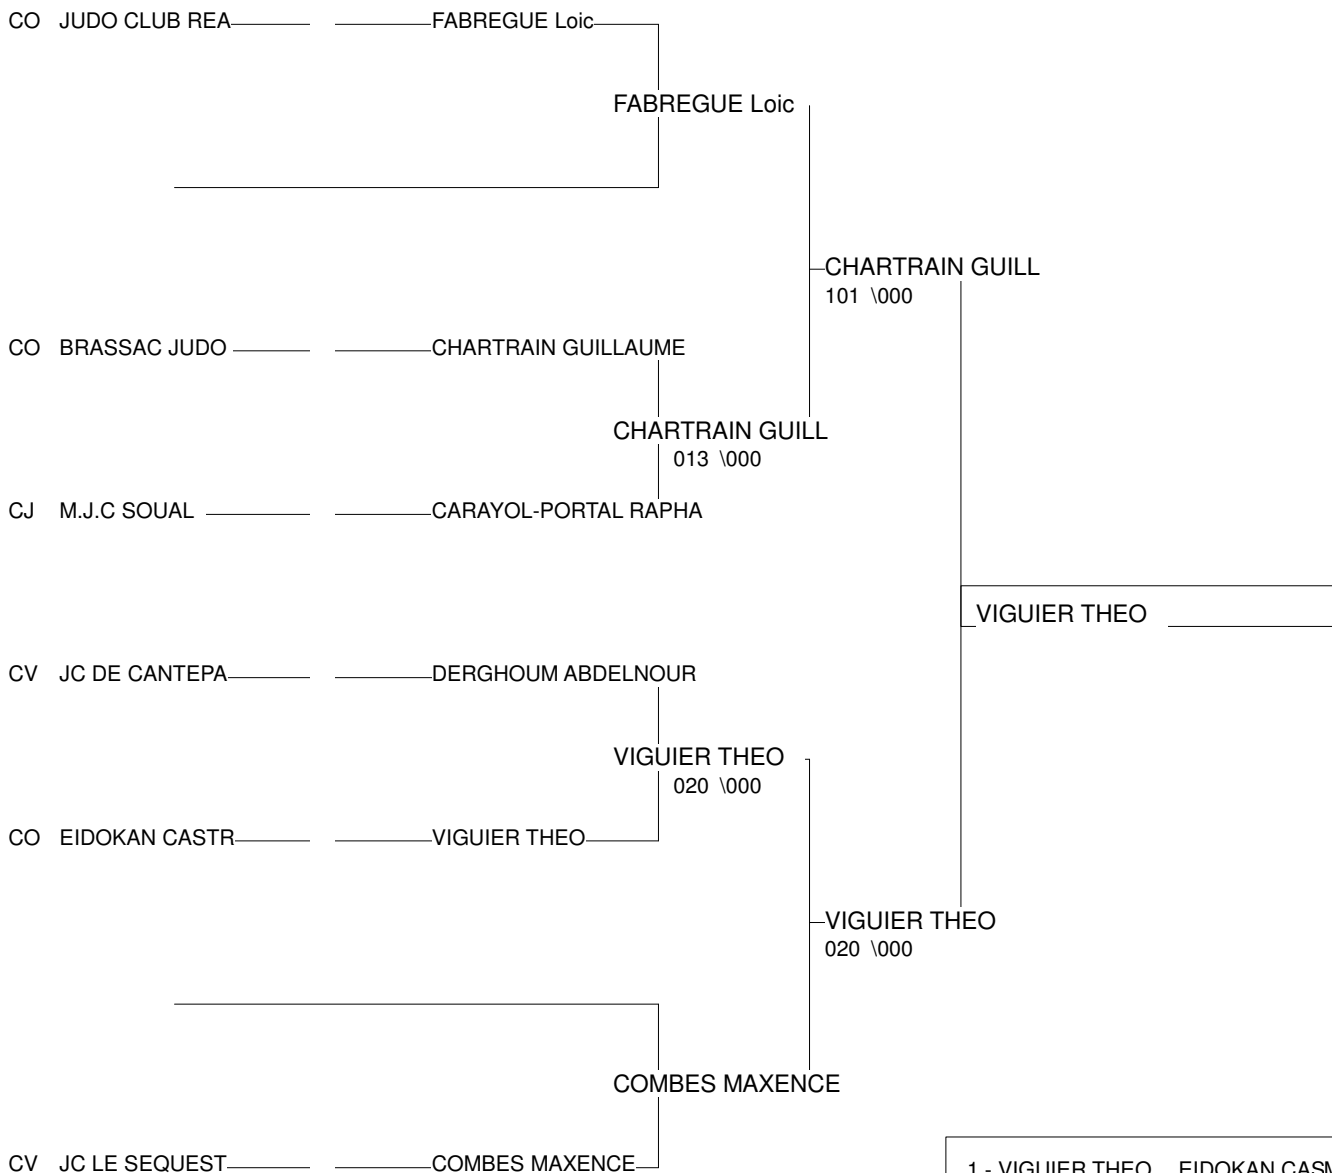 CO JUDO CLUB REA FABREGUE Loic
FABREGUE Loic
CHARTRAIN GUILL
101 \000
CO BRASSAC JUDO CHARTRAIN GUILLAUME
CHARTRAIN GUILL
013 \000
CJ M.J.C SOUAL CARAYOL-PORTAL RAPHA
VIGUIER THEO
CV JC DE CANTEPA DERGHOUM ABDELNOUR
VIGUIER THEO
020 \000
CO EIDOKAN CASTR VIGUIER THEO
VIGUIER THEO
020 \000
COMBES MAXENCE
CV JC LE SEQUEST COMBES MAXENCE
1 - VIGUIER THEO EIDOKAN CASM